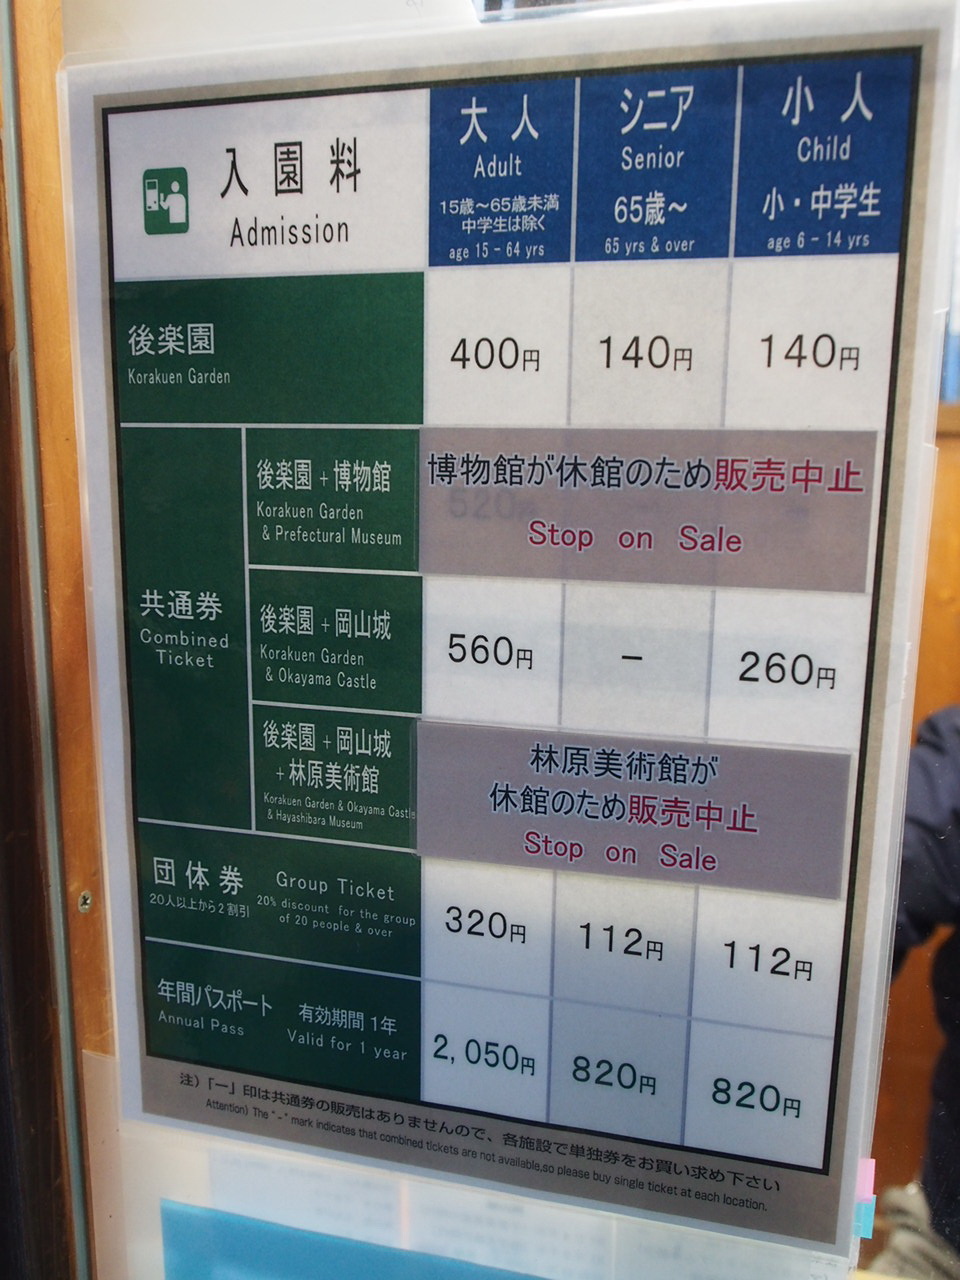 入園料
Admission
大人
Adult
15歳～65歳未満
中学生は除く
age 15 - 64 yrs
シニア
Senior
65歳～
65 yrs & over
小人
Child
小・中学生
age 6 - 14 yrs
後楽園
Korakuen Garden
400円
140円
140円
共通券
Combined
Ticket
後楽園+博物館
Korakuen Garden
& Prefectural Museum
博物館が休館のため販売中止
520円
Stop on Sale
後楽園+岡山城
Korakuen Garden
& Okayama Castle
560円
－
260円
後楽園+岡山城
+林原美術館
Korakuen Garden & Okayama Castle
& Hayashibara Museum
林原美術館が
休館のため販売中止
Stop on Sale
団体券
20人以上から2割引
Group Ticket
20% discount for the group
of 20 people & over
320円
112円
112円
年間パスポート
Annual Pass
有効期間1年
Valid for 1 year
2,050円
820円
820円
注)「－」印は共通券の販売はありませんので、各施設で単独券をお買い求め下さい
Attention) The "-" mark indicates that combined tickets are not available,so please buy single ticket at each location.